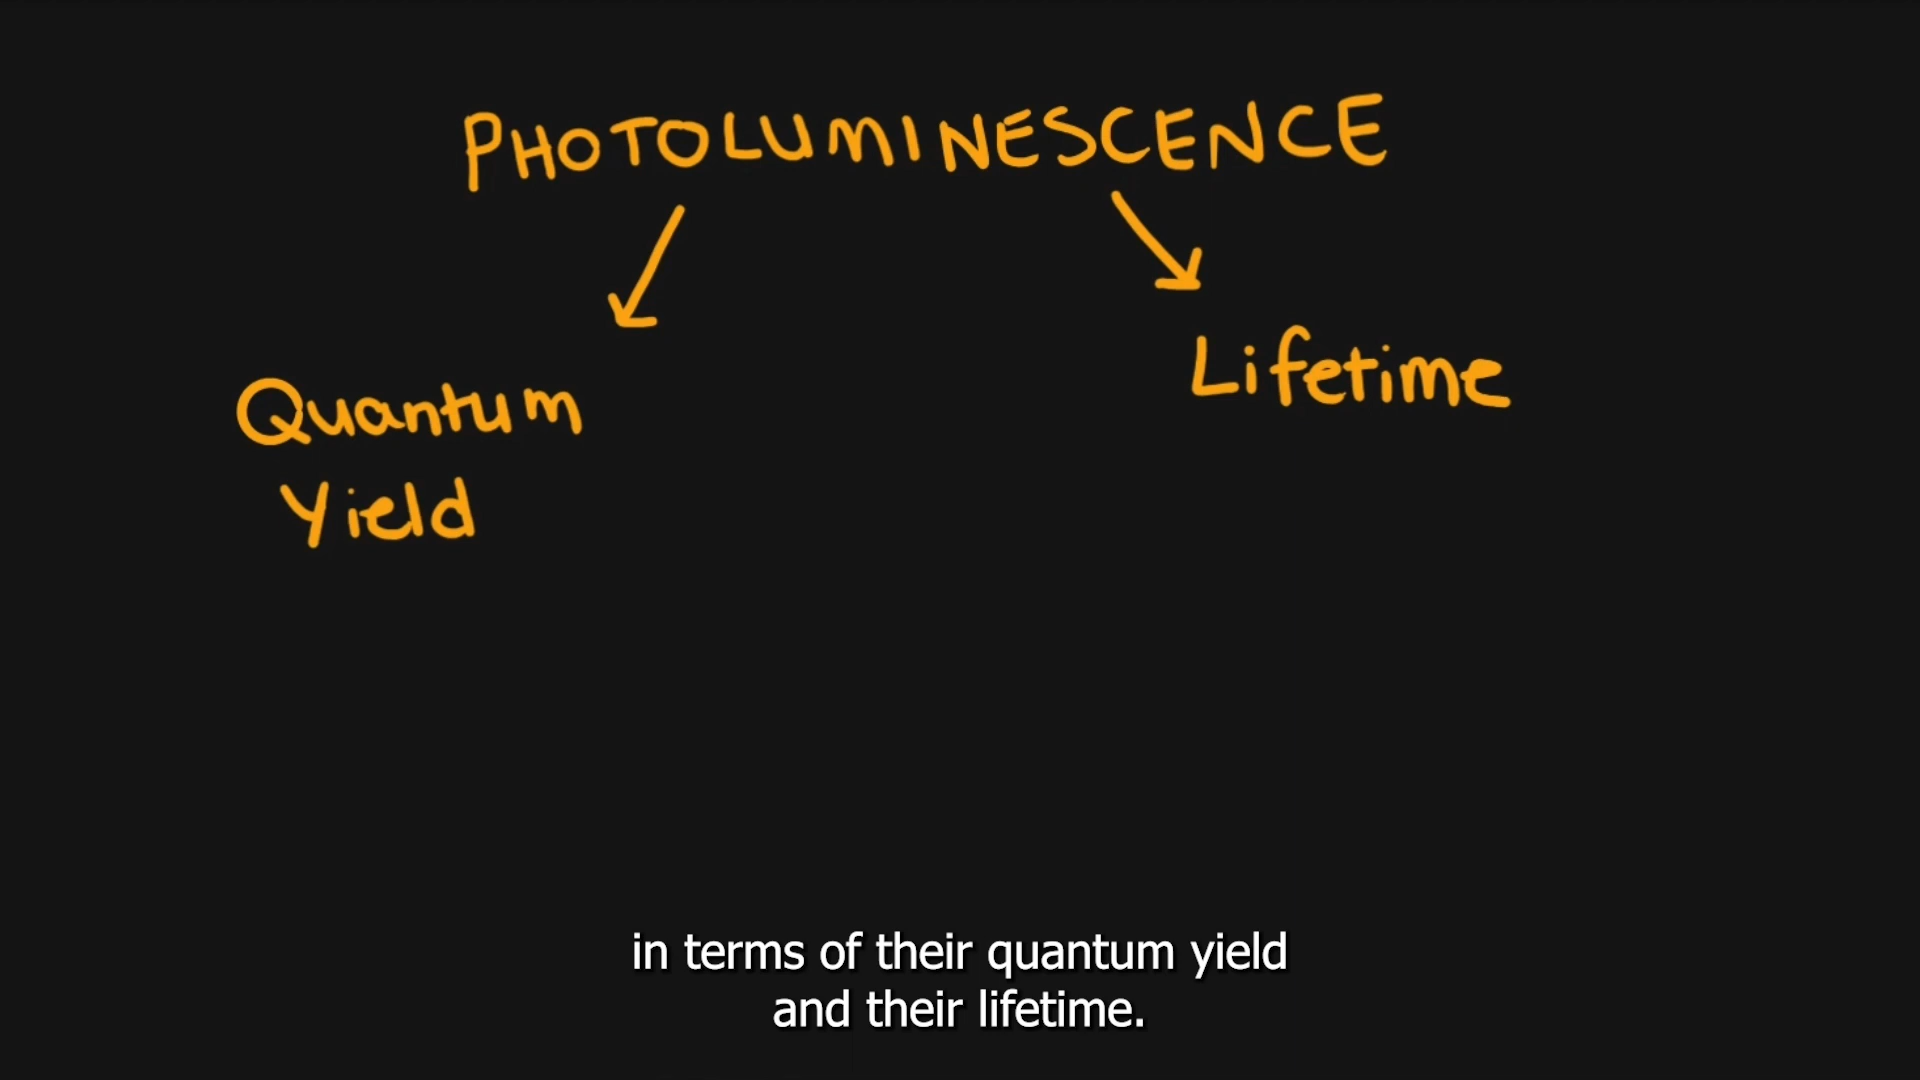 PHOTOLUMINESCENCE
Quantum
Yield
Lifetime
in terms of their quantum yield
and their lifetime.